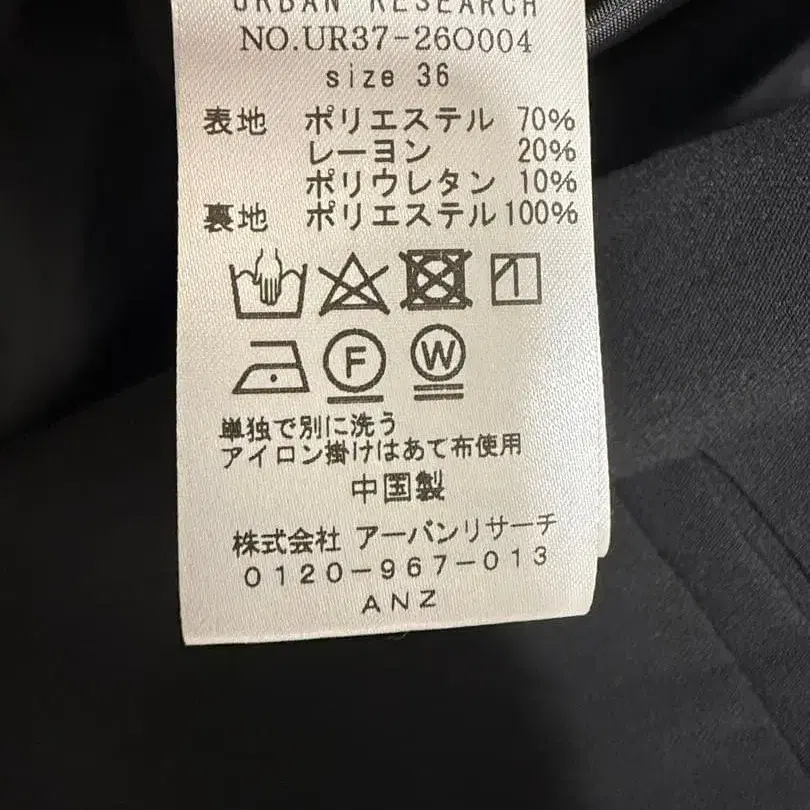 URBAN RESEARCH
NO.UR37-260004
size 36
表地 ポリエステル 70%
レーヨン 20%
ポリウレタン 10%
裏地 ポリエステル 100%
F W
単独で別に洗う
アイロン掛けはあて布使用
中国製
株式会社 アーバンリサーチ
0120-967-013
ANZ